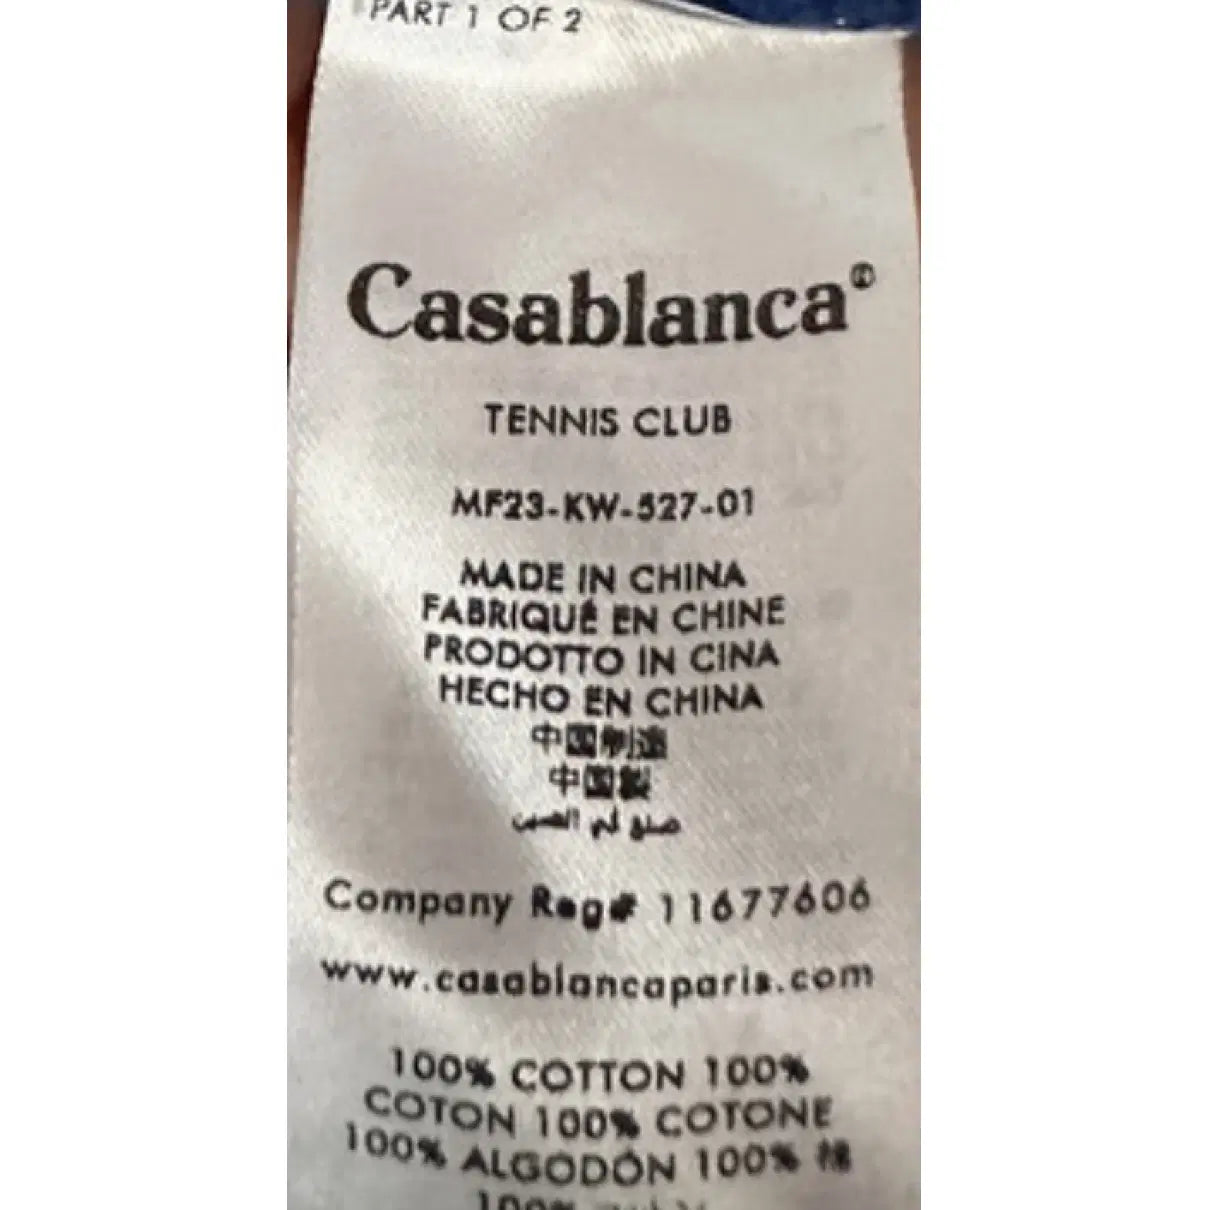 PART 1 OF 2
Casablanca®
TENNIS CLUB
MF23-KW-527-01
MADE IN CHINA
FABRIQUÉ EN CHINE
PRODOTTO IN CINA
HECHO EN CHINA
中国制造
中国製
صنع في الصين
Company Reg# 11677606
www.casablancaparis.com
100% COTTON 100%
COTON 100% COTONE
100% ALGODÓN 100% 棉
100%